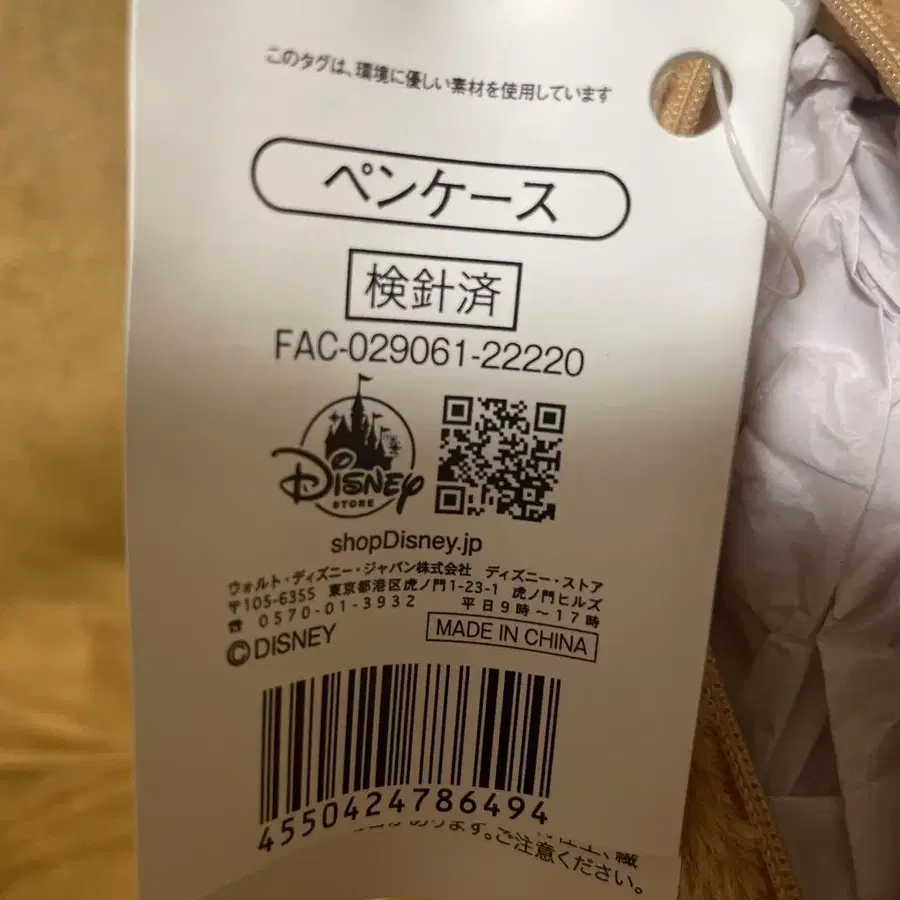 このタグは、環境に優しい素材を使用しています
ペンケース
検針済
FAC-029061-22220
DISNEY
STORE
shopDisney.jp
ウォルト・ディズニー・ジャパン株式会社 ディズニー・ストア
〒105-6355 東京都港区虎ノ門1-23-1 虎ノ門ヒルズ
☎ 0570-01-3932 平日9時～17時
©DISNEY
MADE IN CHINA
4550424786494
があります。ご注意ください。